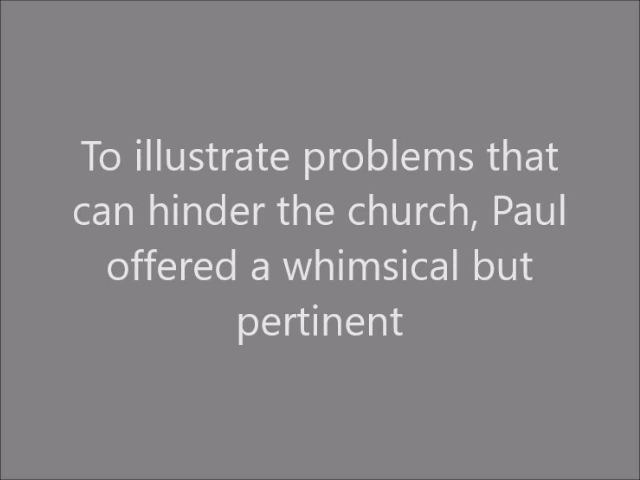 To illustrate problems that
can hinder the church, Paul
offered a whimsical but
pertinent